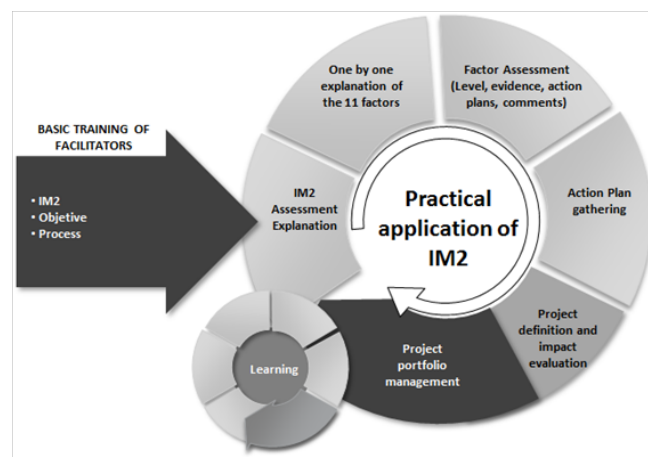 BASIC TRAINING OF
FACILITATORS
• IM2
• Objetive
• Process
IM2
Assessment
Explanation
One by one
explanation of
the 11 factors
Factor Assessment
(Level, evidence, action
plans, comments)
Action Plan
gathering
Project
definition and
impact
evaluation
Project
portfolio
management
Learning
Practical
application of
IM2